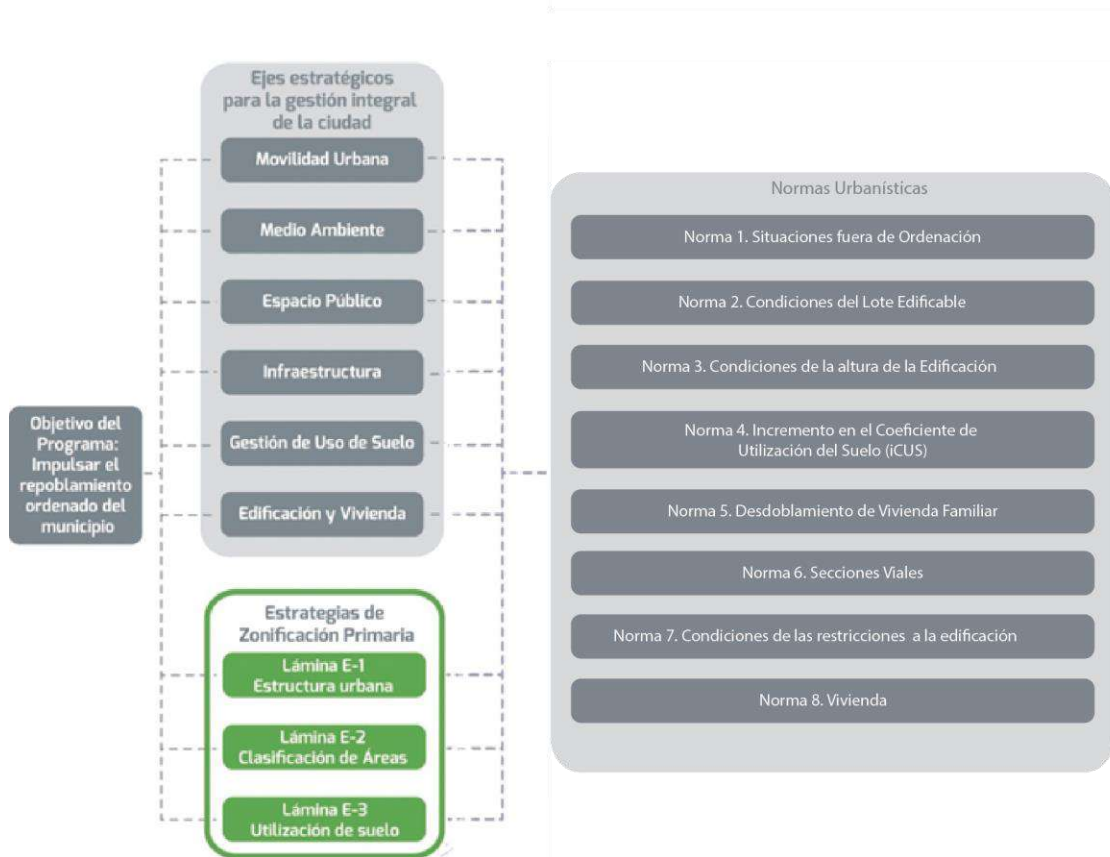 Ejes estratégicos
para la gestión integral
de la ciudad
Movilidad Urbana
Medio Ambiente
Espacio Público
Infraestructura
Gestión de Uso de Suelo
Edificación y Vivienda
Objetivo del
Programa:
Impulsar el
repoblamiento
ordenado del
municipio
Estrategias de
Zonificación Primaria
Lámina E-1
Estructura urbana
Lámina E-2
Clasificación de Áreas
Lámina E-3
Utilización de suelo
Normas Urbanísticas
Norma 1. Situaciones fuera de Ordenación
Norma 2. Condiciones del Lote Edificable
Norma 3. Condiciones de la altura de la Edificación
Norma 4. Incremento en el Coeficiente de
Utilización del Suelo (iCUS)
Norma 5. Desdoblamiento de Vivienda Familiar
Norma 6. Secciones Viales
Norma 7. Condiciones de las restricciones a la edificación
Norma 8. Vivienda